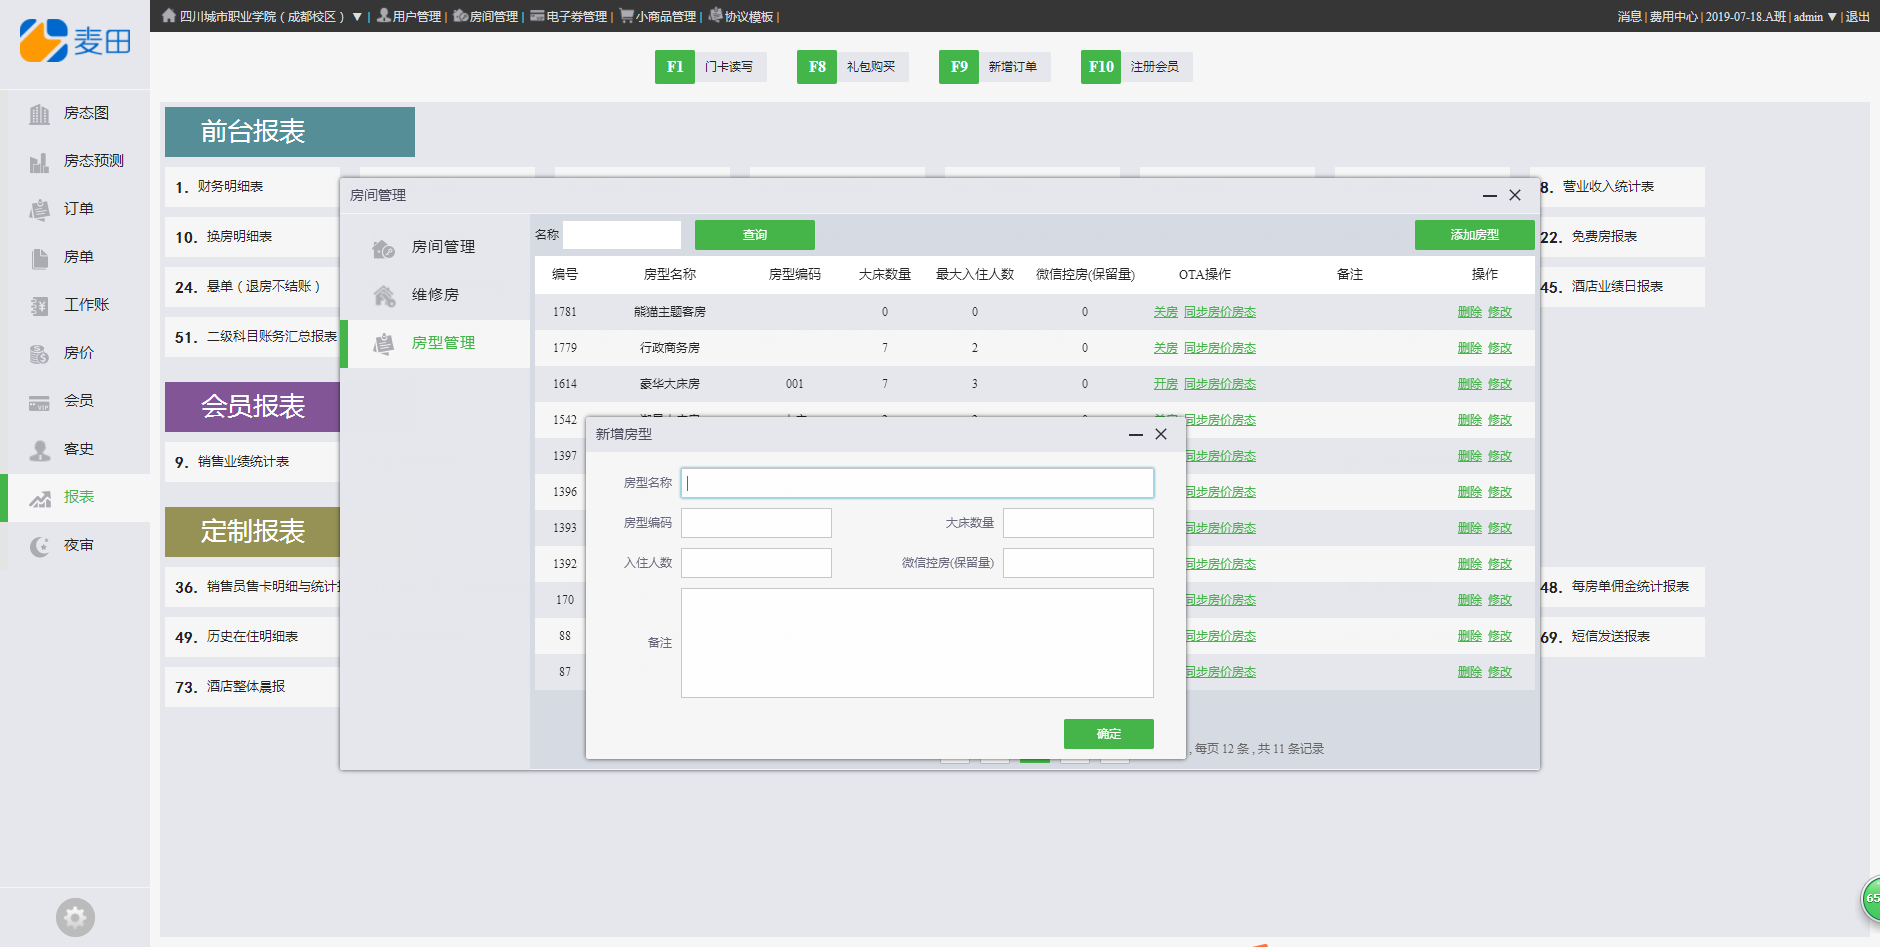 四川城市职业学院（成都校区） ▼ | 用户管理 | 房间管理 | 电子券管理 | 小商品管理 | 协议模板 |
消息 | 费用中心 | 2019-07-18.A班 | admin ▼ | 退出
麦田
F1 门卡读写
F8 礼包购买
F9 新增订单
F10 注册会员
房态图
房态预测
订单
房单
工作账
房价
会员
客史
报表
夜审
前台报表
1. 财务明细表
8. 营业收入统计表
10. 换房明细表
22. 免费房报表
24. 悬单（退房不结账）
45. 酒店业绩日报表
51. 二级科目账务汇总报表
会员报表
9. 销售业绩统计表
定制报表
36. 销售员售卡明细与统计
48. 每房单佣金统计报表
49. 历史在住明细表
69. 短信发送报表
73. 酒店整体晨报
房间管理
房间管理
维修房
房型管理
名称
查询
添加房型
编号 房型名称 房型编码 大床数量 最大入住人数 微信控房(保留量) OTA操作 备注 操作
1781 熊猫主题客房 0 0 0 关房 同步房价房态 删除 修改
1779 行政商务房 7 2 0 关房 同步房价房态 删除 修改
1614 豪华大床房 001 7 3 0 开房 同步房价房态 删除 修改
1542 同步房价房态 删除 修改
1397 同步房价房态 删除 修改
1396 同步房价房态 删除 修改
1393 同步房价房态 删除 修改
1392 同步房价房态 删除 修改
170 同步房价房态 删除 修改
88 同步房价房态 删除 修改
87 同步房价房态 删除 修改
, 每页 12 条 , 共 11 条记录
新增房型
房型名称
房型编码
大床数量
入住人数
微信控房(保留量)
备注
确定
65